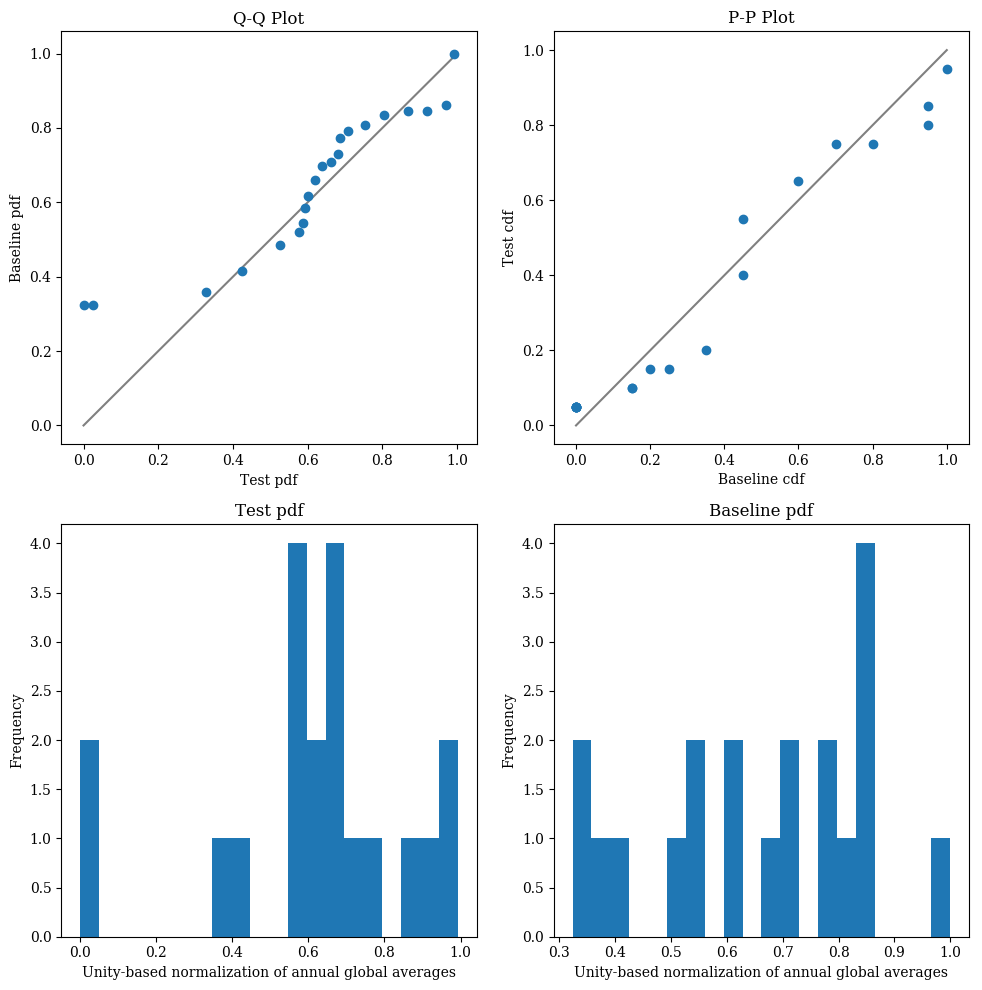 Q-Q Plot
1.0
0.8
0.6
0.4
0.2
0.0
Baseline pdf
0.0 0.2 0.4 0.6 0.8 1.0
Test pdf
P-P Plot
1.0
0.8
0.6
0.4
0.2
0.0
Test cdf
0.0 0.2 0.4 0.6 0.8 1.0
Baseline cdf
Test pdf
4.0
3.5
3.0
2.5
2.0
1.5
1.0
0.5
0.0
Frequency
0.0 0.2 0.4 0.6 0.8 1.0
Unity-based normalization of annual global averages
Baseline pdf
4.0
3.5
3.0
2.5
2.0
1.5
1.0
0.5
0.0
Frequency
0.3 0.4 0.5 0.6 0.7 0.8 0.9 1.0
Unity-based normalization of annual global averages